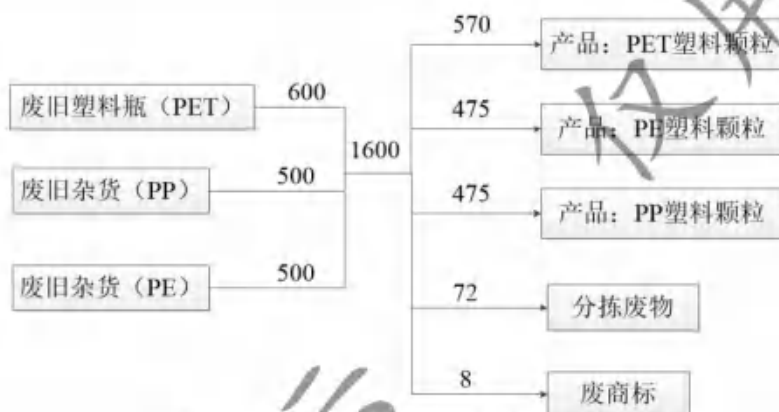 废旧塑料瓶（PET）
600
废旧杂货（PP）
500
废旧杂货（PE）
500
1600
570
产品：PET塑料颗粒
475
产品：PE塑料颗粒
475
产品：PP塑料颗粒
72
分拣废物
8
废商标
仅